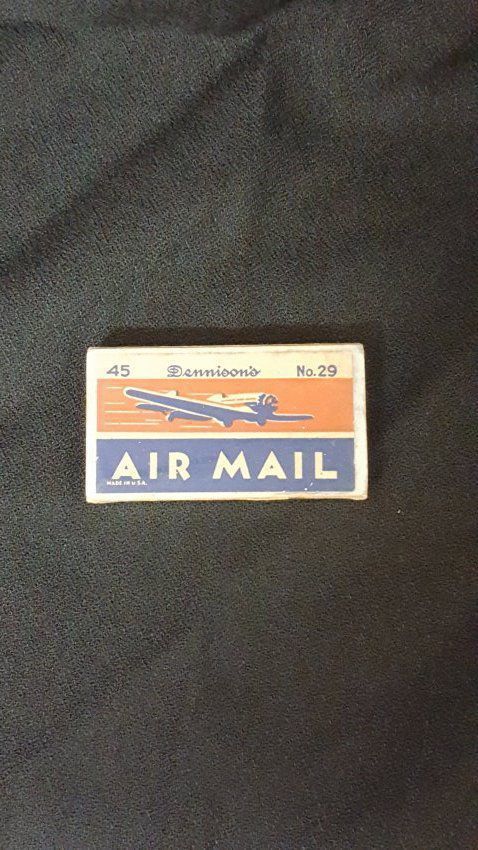 45 Dennison's No.29
AIR MAIL
MADE IN U.S.A.